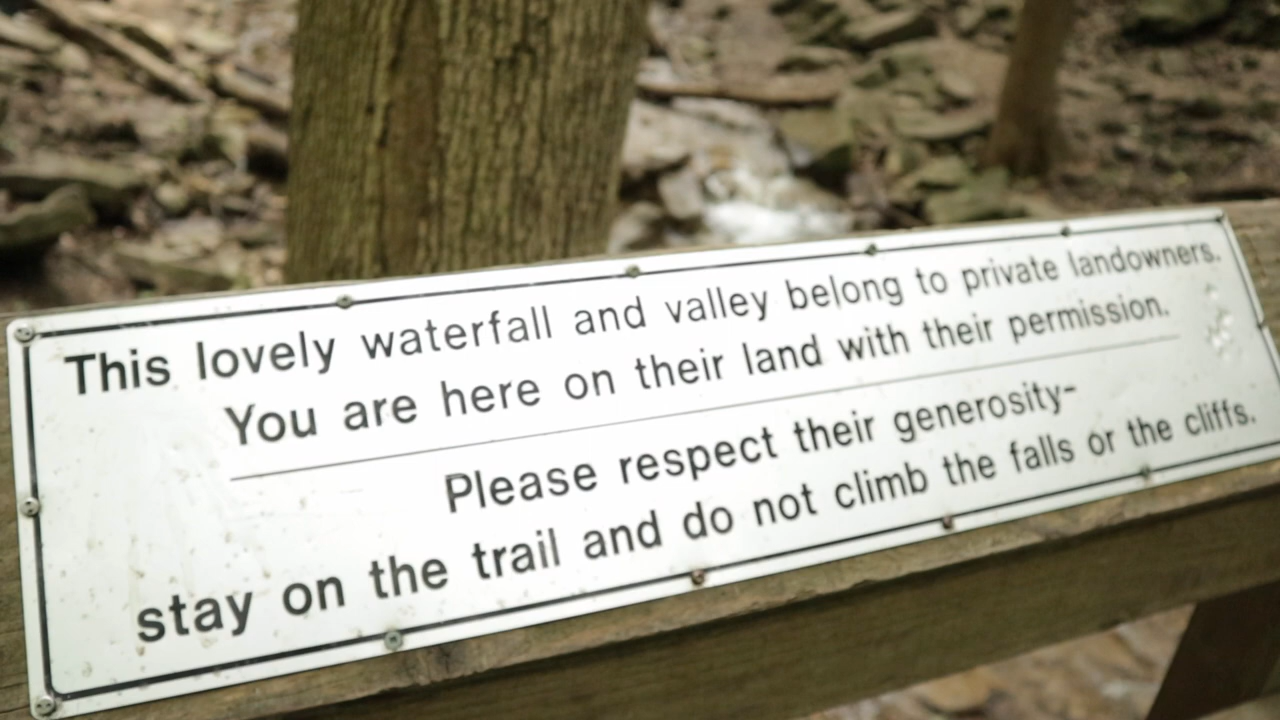 This lovely waterfall and valley belong to private landowners.
You are here on their land with their permission.
Please respect their generosity-
stay on the trail and do not climb the falls or the cliffs.